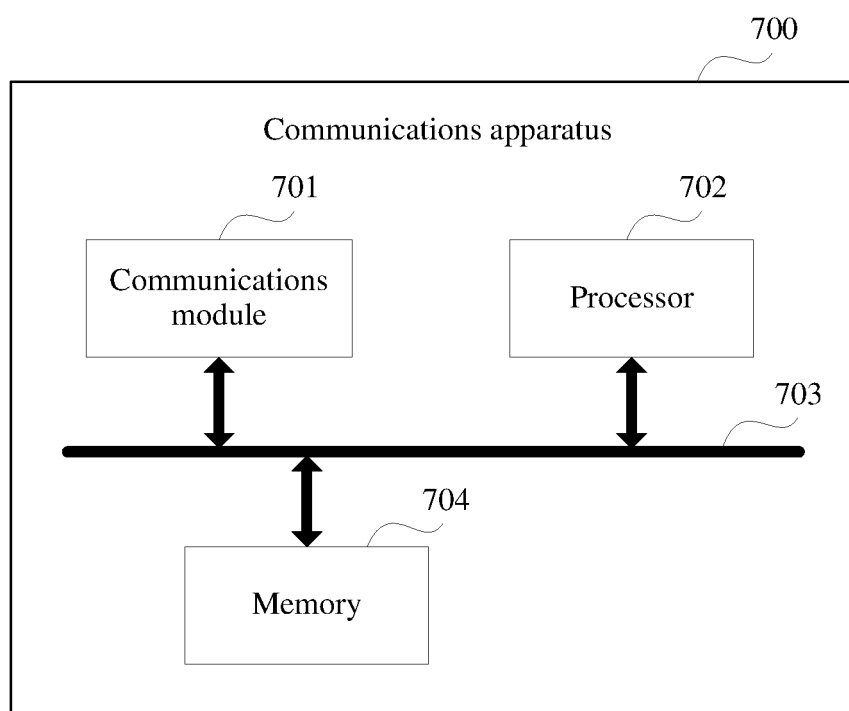 700
Communications apparatus
701
702
Communications
module
Processor
703
704
Memory